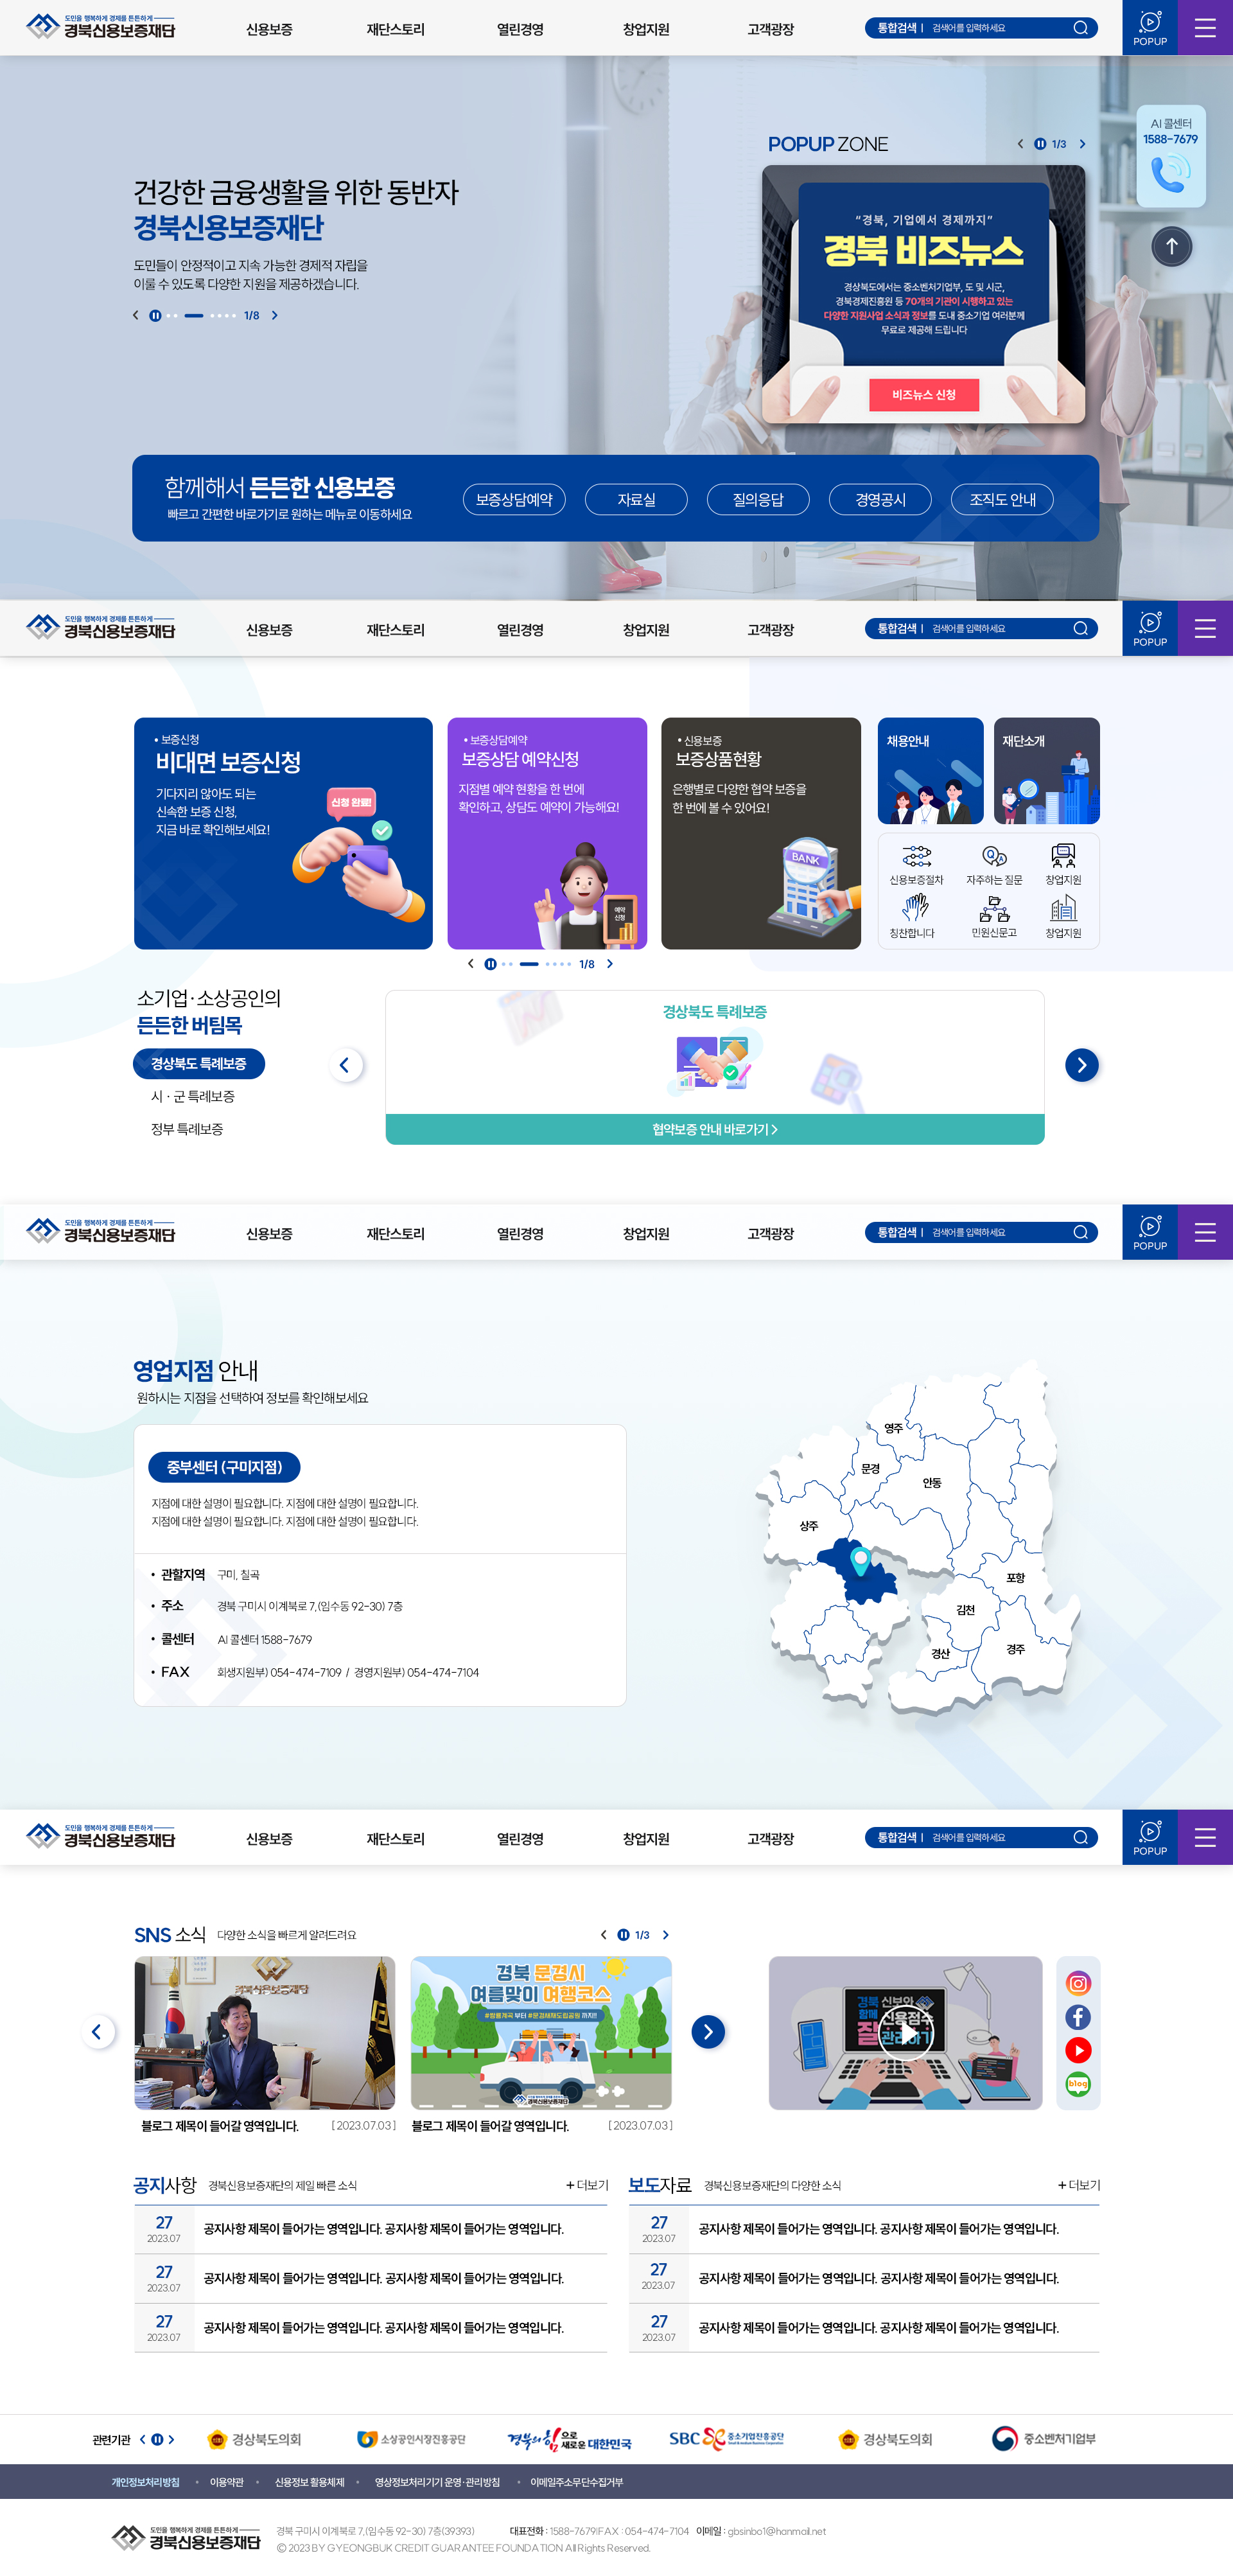 도민을 행복하게 경제를 튼튼하게
경북신용보증재단
신용보증 재단스토리 열린경영 창업지원 고객광장
통합검색 | 검색어를 입력하세요
POPUP
건강한 금융생활을 위한 동반자
경북신용보증재단
도민들이 안정적이고 지속 가능한 경제적 자립을
이룰 수 있도록 다양한 지원을 제공하겠습니다.
1/8
POPUP ZONE
1/3
"경북, 기업에서 경제까지"
경북 비즈뉴스
경상북도에서는 중소벤처기업부, 도 및 시군,
경북경제진흥원 등 70개의 기관이 시행하고 있는
다양한 지원사업 소식과 정보를 도내 중소기업 여러분께
무료로 제공해 드립니다
비즈뉴스 신청
AI 콜센터
1588-7679
함께해서 든든한 신용보증
빠르고 간편한 바로가기로 원하는 메뉴로 이동하세요
보증상담예약 자료실 질의응답 경영공시 조직도 안내
도민을 행복하게 경제를 튼튼하게
경북신용보증재단
신용보증 재단스토리 열린경영 창업지원 고객광장
통합검색 | 검색어를 입력하세요
POPUP
• 보증신청
비대면 보증신청
기다지리 않아도 되는
신속한 보증 신청,
지금 바로 확인해보세요!
신청 완료!
• 보증상담예약
보증상담 예약신청
지점별 예약 현황을 한 번에
확인하고, 상담도 예약이 가능해요!
예약
신청
• 신용보증
보증상품현황
은행별로 다양한 협약 보증을
한 번에 볼 수 있어요!
BANK
채용안내
재단소개
Q A
신용보증절차 자주하는 질문 창업지원
칭찬합니다 민원신문고 창업지원
1/8
소기업·소상공인의
든든한 버팀목
경상북도 특례보증
시 · 군 특례보증
정부 특례보증
경상북도 특례보증
협약보증 안내 바로가기 >
도민을 행복하게 경제를 튼튼하게
경북신용보증재단
신용보증 재단스토리 열린경영 창업지원 고객광장
통합검색 | 검색어를 입력하세요
POPUP
영업지점 안내
원하시는 지점을 선택하여 정보를 확인해보세요
중부센터 (구미지점)
지점에 대한 설명이 필요합니다. 지점에 대한 설명이 필요합니다.
지점에 대한 설명이 필요합니다. 지점에 대한 설명이 필요합니다.
• 관할지역 구미, 칠곡
• 주소 경북 구미시 이계북로 7,(임수동 92-30) 7층
• 콜센터 AI 콜센터 1588-7679
• FAX 회생지원부) 054-474-7109 / 경영지원부) 054-474-7104
영주
문경
안동
상주
포항
김천
경주
경산
도민을 행복하게 경제를 튼튼하게
경북신용보증재단
신용보증 재단스토리 열린경영 창업지원 고객광장
통합검색 | 검색어를 입력하세요
POPUP
SNS 소식 다양한 소식을 빠르게 알려드려요
1/3
경북신용보증재단
블로그 제목이 들어갈 영역입니다. [2023.07.03]
경북 문경시
여름맞이 여행코스
#쌍룡계곡 부터 #문경새재도립공원 까지!!
경북신용보증재단
블로그 제목이 들어갈 영역입니다. [2023.07.03]
경북 신보와
함께
신용점수
관리하기
blog
공지사항 경북신용보증재단의 제일 빠른 소식 + 더보기
27
2023.07
공지사항 제목이 들어가는 영역입니다. 공지사항 제목이 들어가는 영역입니다.
27
2023.07
공지사항 제목이 들어가는 영역입니다. 공지사항 제목이 들어가는 영역입니다.
27
2023.07
공지사항 제목이 들어가는 영역입니다. 공지사항 제목이 들어가는 영역입니다.
보도자료 경북신용보증재단의 다양한 소식 + 더보기
27
2023.07
공지사항 제목이 들어가는 영역입니다. 공지사항 제목이 들어가는 영역입니다.
27
2023.07
공지사항 제목이 들어가는 영역입니다. 공지사항 제목이 들어가는 영역입니다.
27
2023.07
공지사항 제목이 들어가는 영역입니다. 공지사항 제목이 들어가는 영역입니다.
관련기관
경상북도의회
소상공인시장진흥공단
경북의 힘으로 새로운 대한민국
SBC 중소기업진흥공단
Small & medium Business Corporation
경상북도의회
중소벤처기업부
개인정보처리방침 • 이용약관 • 신용정보 활용체제 • 영상정보처리기기 운영·관리방침 • 이메일주소무단수집거부
도민을 행복하게 경제를 튼튼하게
경북신용보증재단
경북 구미시 이계북로 7,(임수동 92-30) 7층(39393) 대표전화 : 1588-7679|FAX : 054-474-7104 이메일 : gbsinbo1@hanmail.net
© 2023 BY GYEONGBUK CREDIT GUARANTEE FOUNDATION All Rights Reserved.